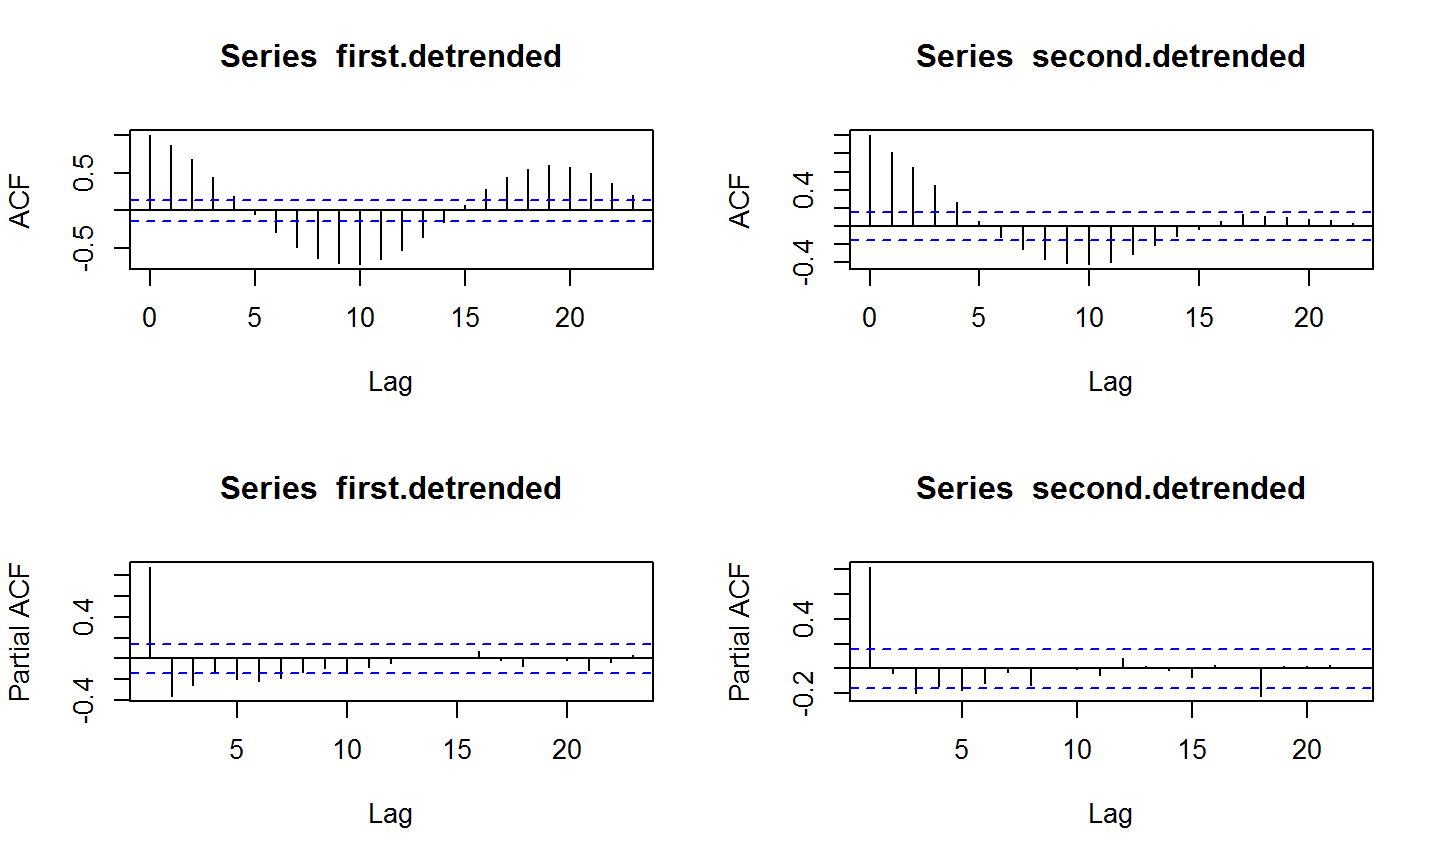 Series  first.detrended
ACF
0.5
-0.5
0 5 10 15 20
Lag
Series  second.detrended
ACF
0.4
-0.4
0 5 10 15 20
Lag
Series  first.detrended
Partial ACF
0.4
-0.4
5 10 15 20
Lag
Series  second.detrended
Partial ACF
0.4
-0.2
5 10 15 20
Lag